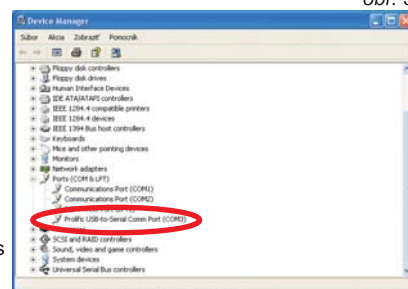 Device Manager
Súbor Akcia Zobraziť Pomocník
Floppy disk controllers
Floppy disk drives
Human Interface Devices
IDE ATA/ATAPI controllers
IEEE 1284.4 compatible printers
IEEE 1284.4 devices
IEEE 1394 Bus host controllers
Keyboards
Mice and other pointing devices
Monitors
Network adapters
Ports (COM & LPT)
Communications Port (COM1)
Communications Port (COM2)
Prolific USB-to-Serial Comm Port (COM3)
SCSI and RAID controllers
Sound, video and game controllers
s
System devices
Universal Serial Bus controllers